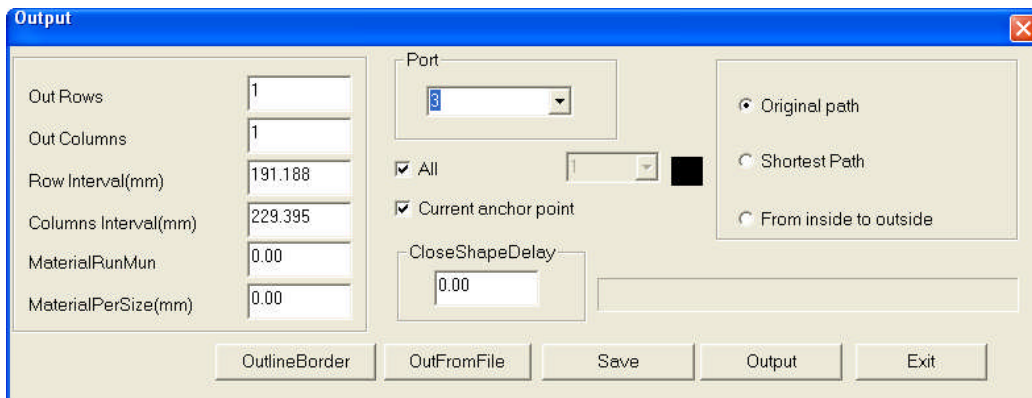 Output
Out Rows 1
Out Columns 1
Row Interval(mm) 191.188
Columns Interval(mm) 229.395
MaterialRunMun 0.00
MaterialPerSize(mm) 0.00
Port
3
All 1
Current anchor point
CloseShapeDelay
0.00
Original path
Shortest Path
From inside to outside
OutlineBorder OutFromFile Save Output Exit